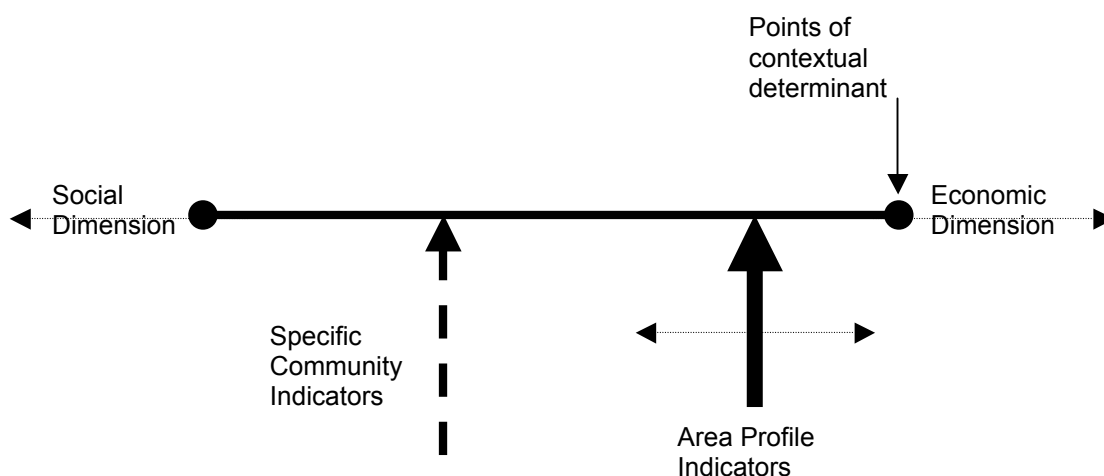 Points of
contextual
determinant
Social
Dimension
Economic
Dimension
Specific
Community
Indicators
Area Profile
Indicators